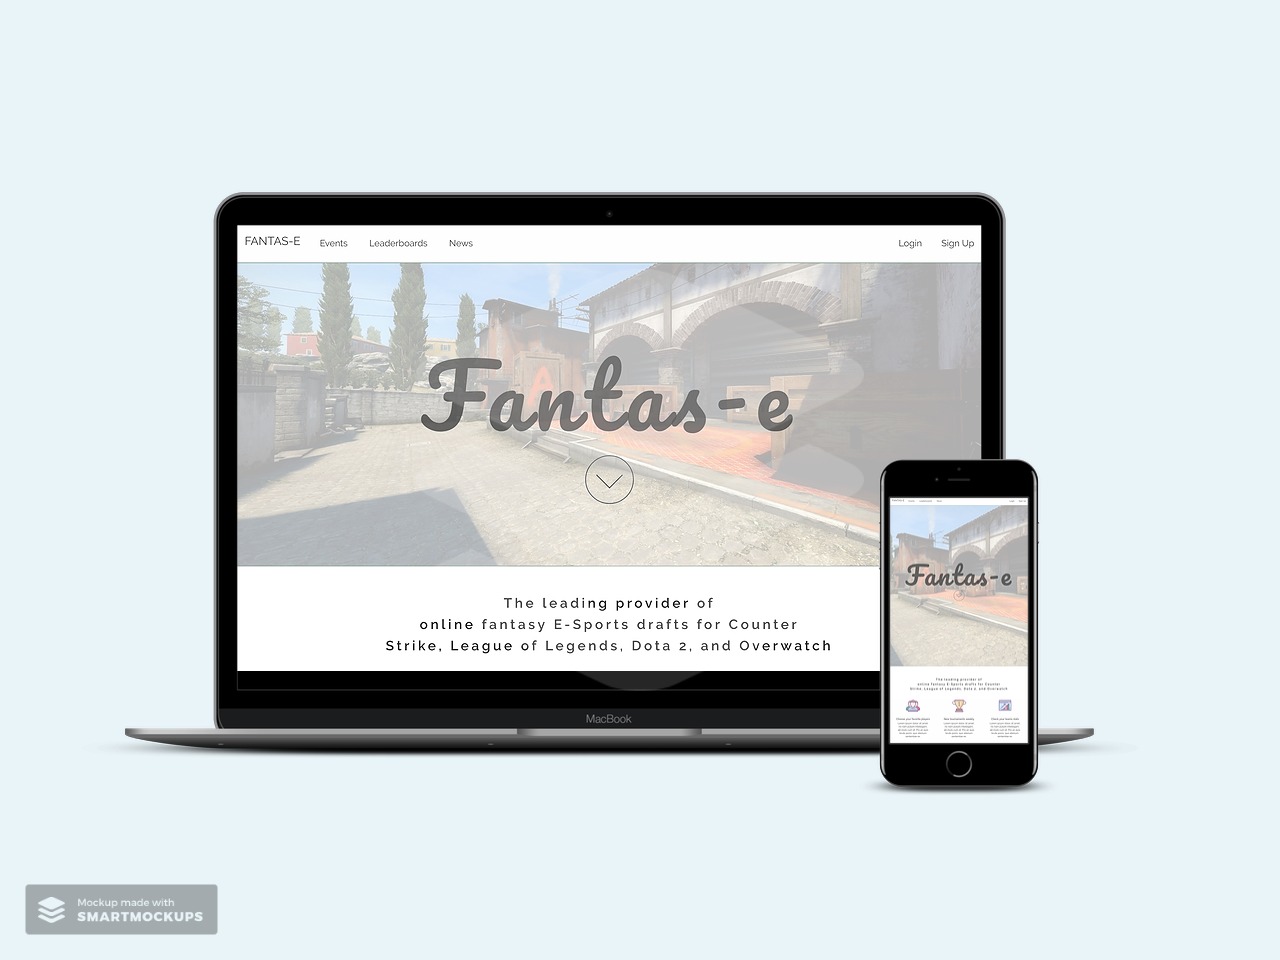 FANTAS-E Events Leaderboards News Login Sign Up
Fantas-e
The leading provider of
online fantasy E-Sports drafts for Counter
Strike, League of Legends, Dota 2, and Overwatch
MacBook
Fantas-e
The leading provider of
online fantasy E-Sports drafts for Counter
Strike, League of Legends, Dota 2, and Overwatch
Mockup made with
SMARTMOCKUPS